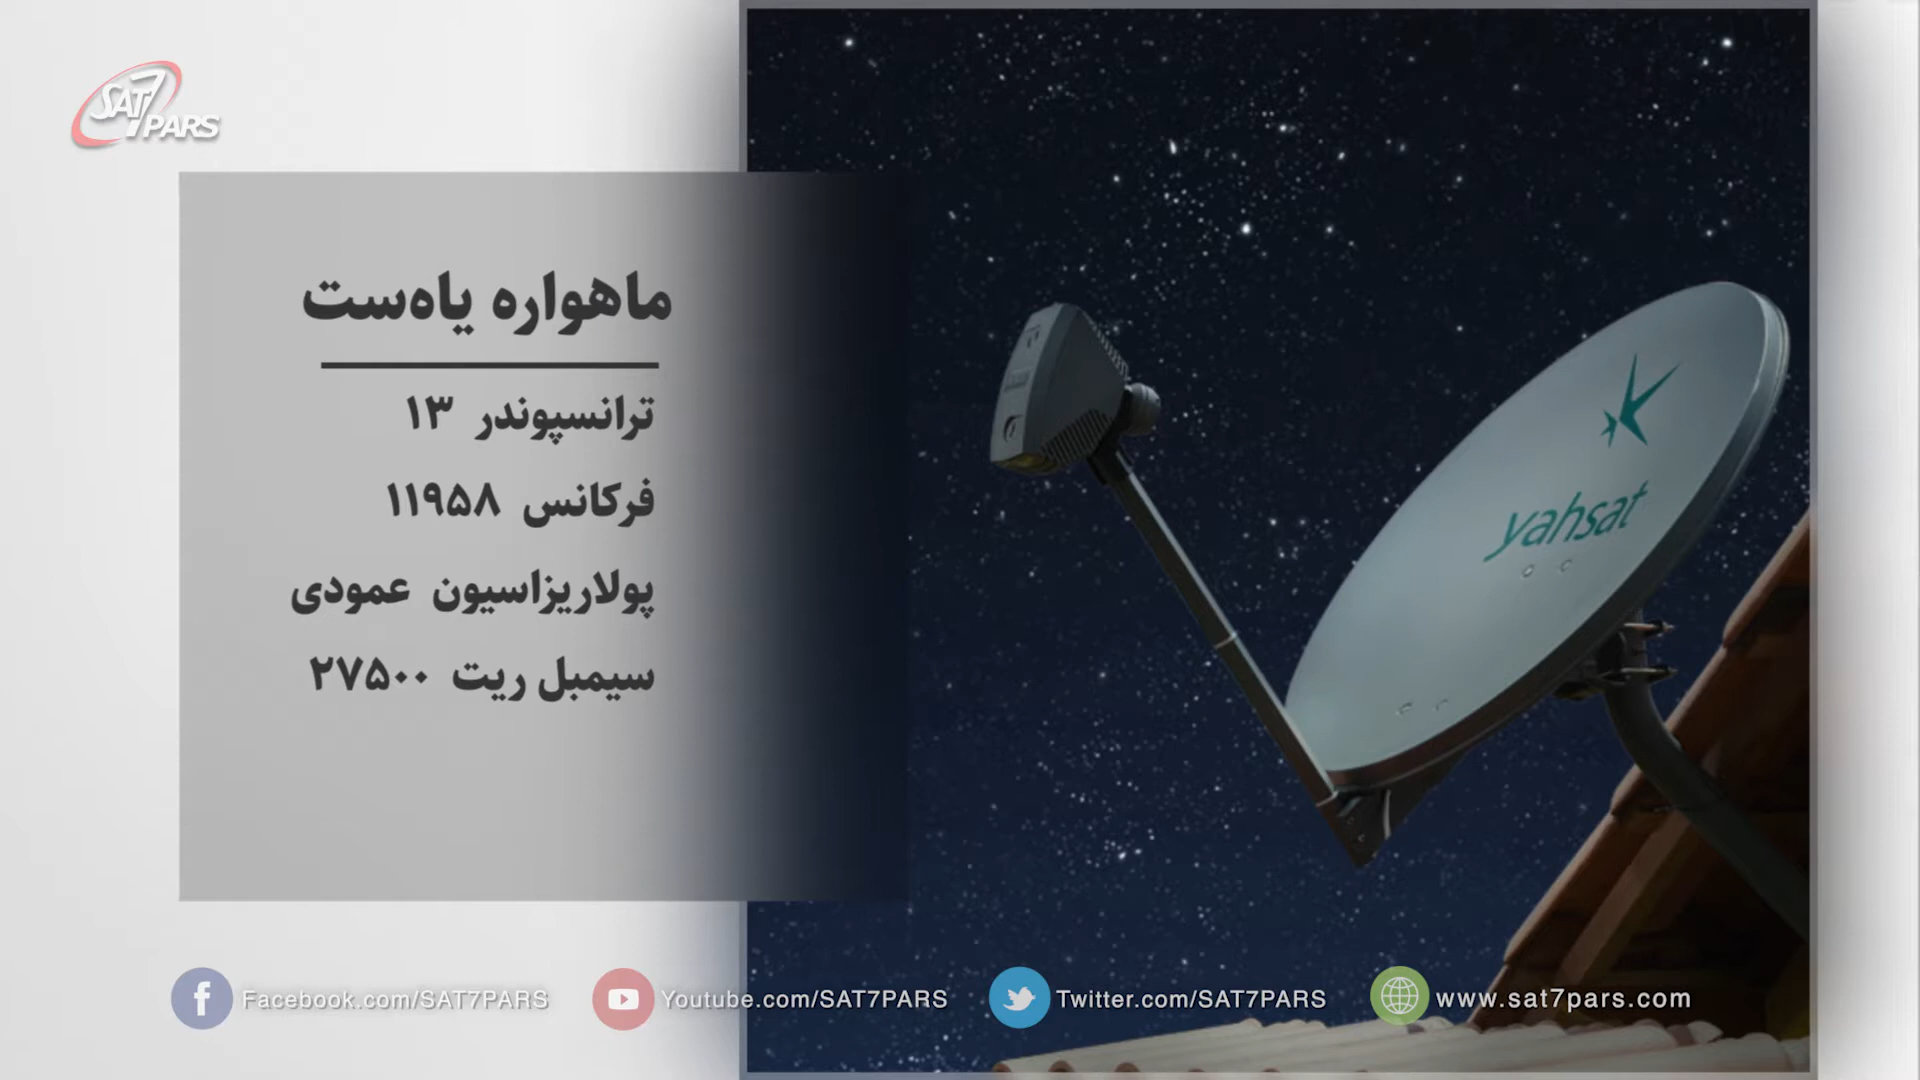 SAT7
PARS
ماهواره یاه‌ست
ترانسپوندر ۱۳
فرکانس ۱۱۹۵۸
پولاریزاسیون عمودی
سیمبل ریت ۲۷۵۰۰
yahsat
Facebook.com/SAT7PARS
Youtube.com/SAT7PARS
Twitter.com/SAT7PARS
www.sat7pars.com